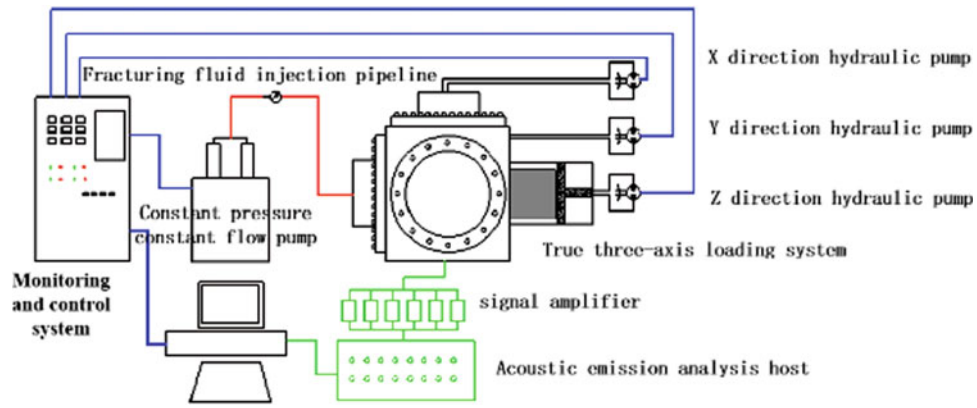 X direction hydraulic pump
Fracturing fluid injection pipeline
Y direction hydraulic pump
Z direction hydraulic pump
Constant pressure
constant flow pump
True three-axis loading system
Monitoring
and control
system
signal amplifier
Acoustic emission analysis host